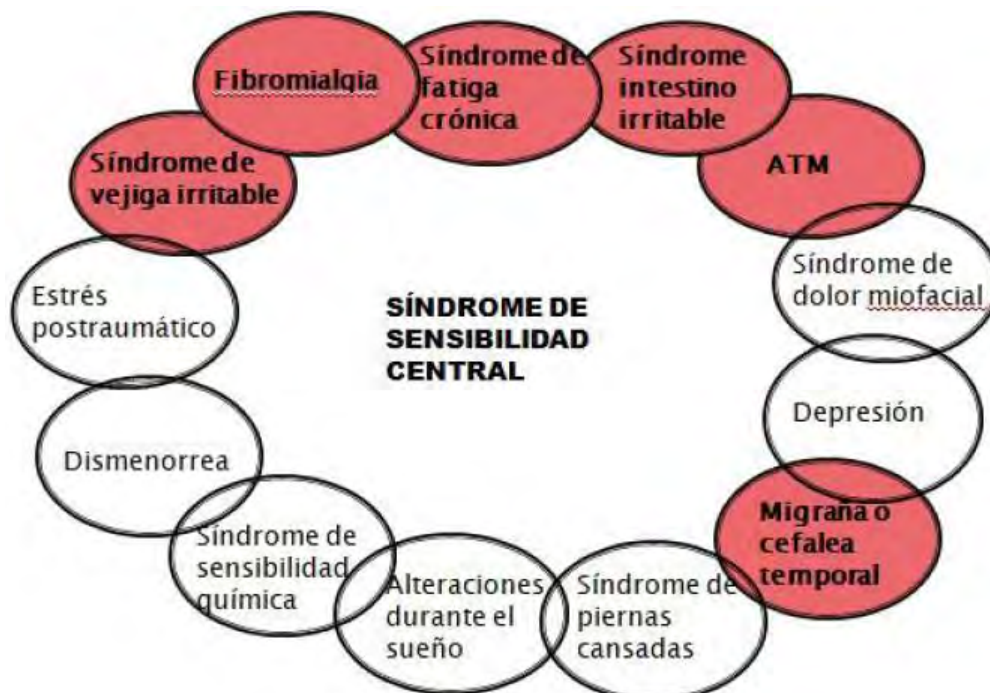 Fibromialgia
Síndrome de
fatiga
crónica
Síndrome
intestino
irritable
ATM
Síndrome de
dolor miofacial
Depresión
Migraña o
cefalea
temporal
Síndrome de
piernas
cansadas
Alteraciones
durante el
sueño
Síndrome de
sensibilidad
química
Dismenorrea
Estrés
postraumático
Síndrome de
vejiga irritable
SÍNDROME DE
SENSIBILIDAD
CENTRAL